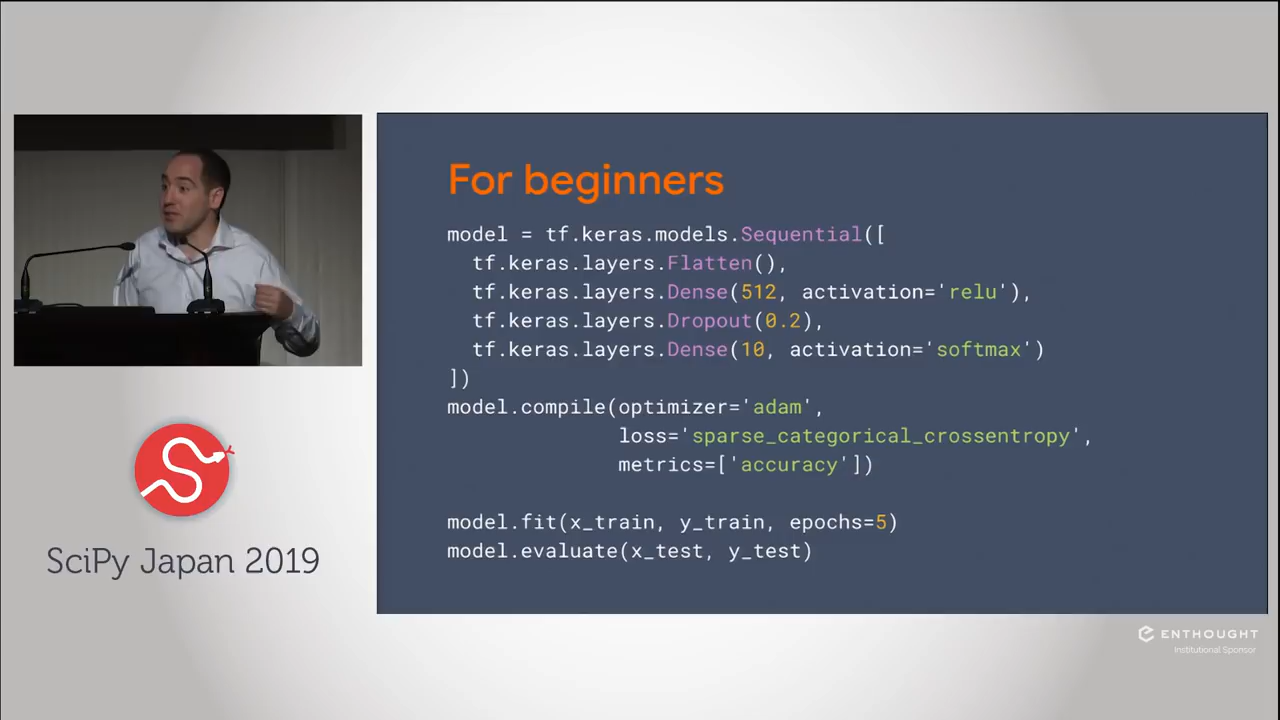 For beginners
model = tf.keras.models.Sequential([
  tf.keras.layers.Flatten(),
  tf.keras.layers.Dense(512, activation='relu'),
  tf.keras.layers.Dropout(0.2),
  tf.keras.layers.Dense(10, activation='softmax')
])
model.compile(optimizer='adam',
              loss='sparse_categorical_crossentropy',
              metrics=['accuracy'])
model.fit(x_train, y_train, epochs=5)
model.evaluate(x_test, y_test)
SciPy Japan 2019
ENTHOUGHT
Institutional Sponsor